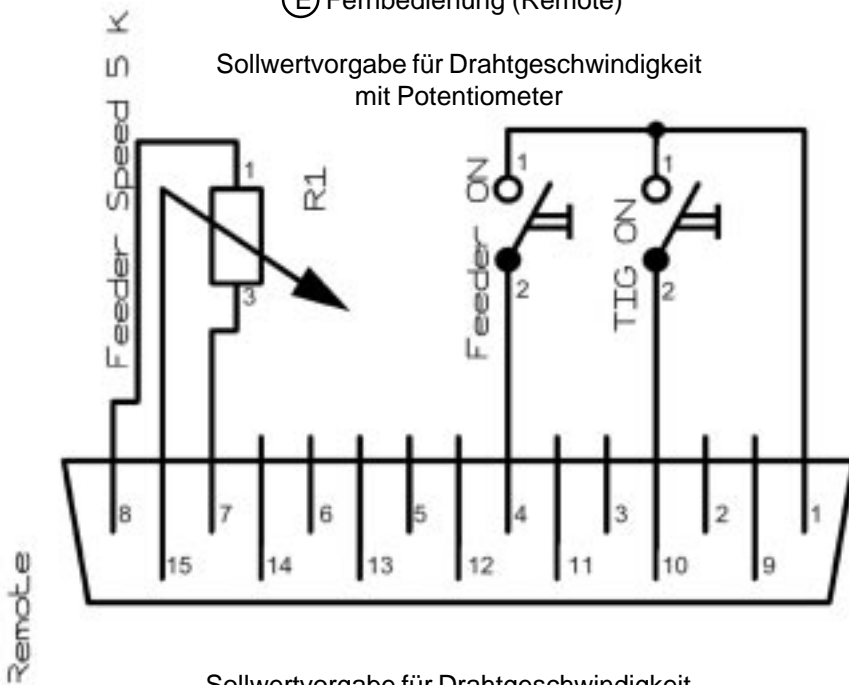 E Fernbedienung (Remote)
Sollwertvorgabe für Drahtgeschwindigkeit
mit Potentiometer
Feeder Speed 5 K
1
R1
3
Feeder ON
1
2
TIG ON
1
2
8 7 6 5 4 3 2 1
15 14 13 12 11 10 9
Remote
Sollwertvorgabe für Drahtgeschwindigkeit